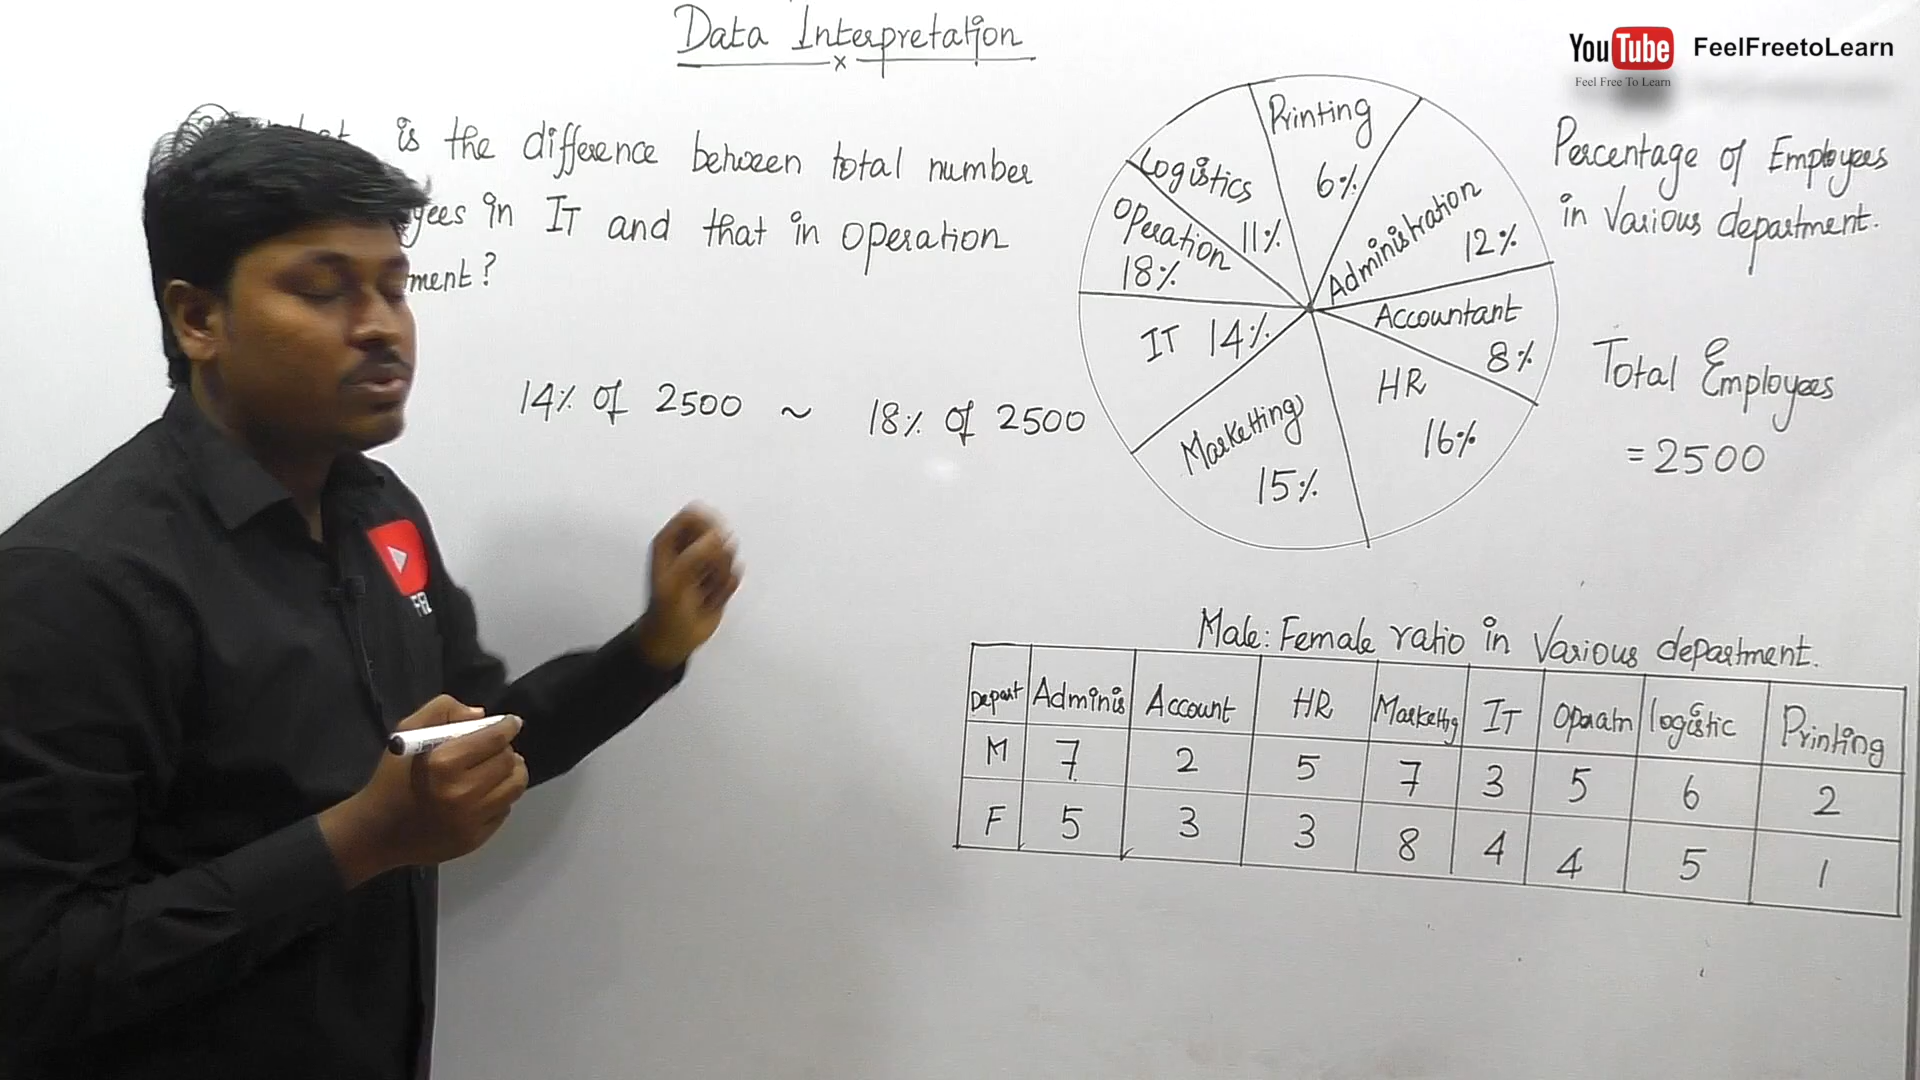 Data Interpretation
x
YouTube FeelFreetoLearn
Feel Free To Learn
is the difference between total number
yees in IT and that in operation
ment?
14% of 2500 ~ 18% of 2500
Printing
6%
Logistics
11%
Operation
18%
Administration
12%
Accountant
8%
IT 14%
HR
16%
Marketting
15%
Percentage of Employees
in Various department.
Total Employees
=2500
FFL
Male: Female ratio in Various department.
Depart Adminis Account HR Marketting IT Operatn logistic Printing
M 7 2 5 7 3 5 6 2
F 5 3 3 8 4 4 5 1